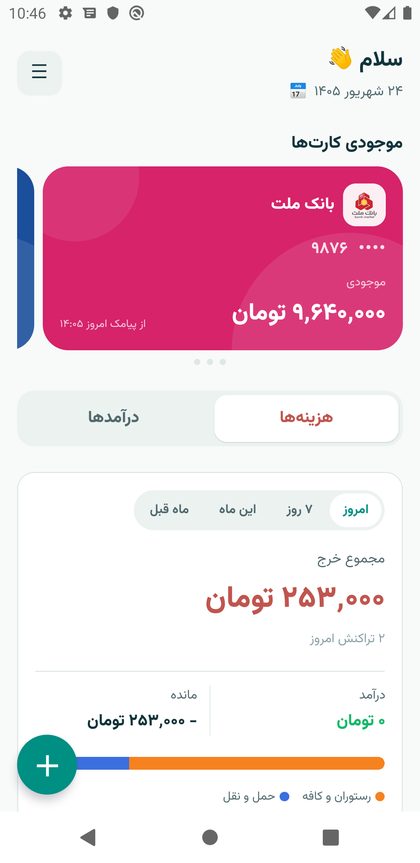 10:46
سلام 👋
۲۴ شهریور ۱۴۰۵
موجودی کارت‌ها
بانک ملت
•••• ۹۸۷۶
موجودی
۹,۶۴۰,۰۰۰ تومان
از پیامک امروز ۱۴:۰۵
هزینه‌ها
درآمدها
امروز
۷ روز
این ماه
ماه قبل
مجموع خرج
۲۵۳,۰۰۰ تومان
۲ تراکنش امروز
درآمد
۰ تومان
مانده
− ۲۵۳,۰۰۰ تومان
رستوران و کافه
حمل و نقل